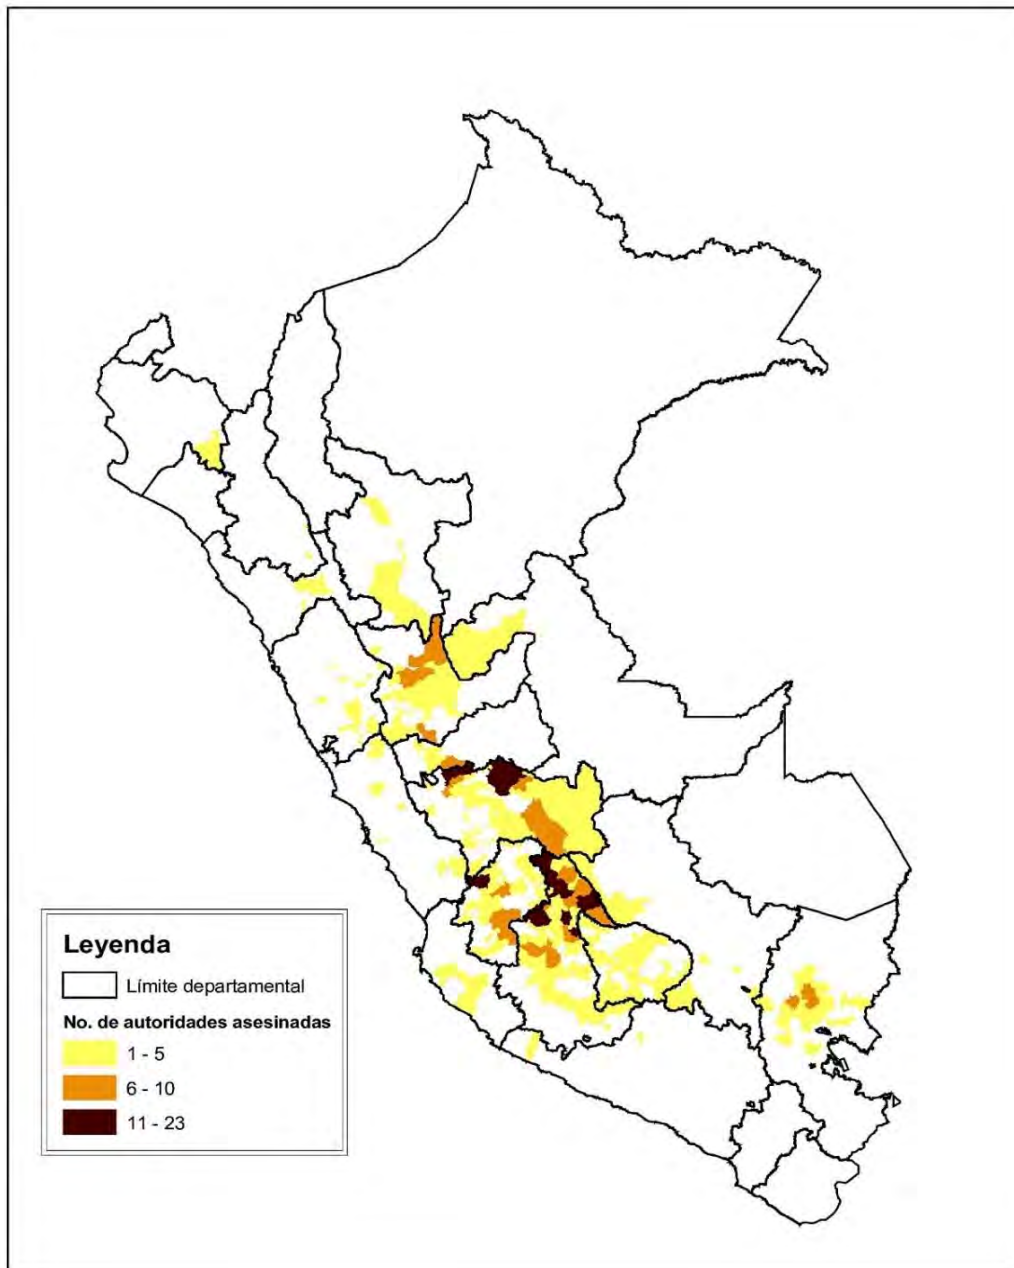 Leyenda
Límite departamental
No. de autoridades asesinadas
1 - 5
6 - 10
11 - 23